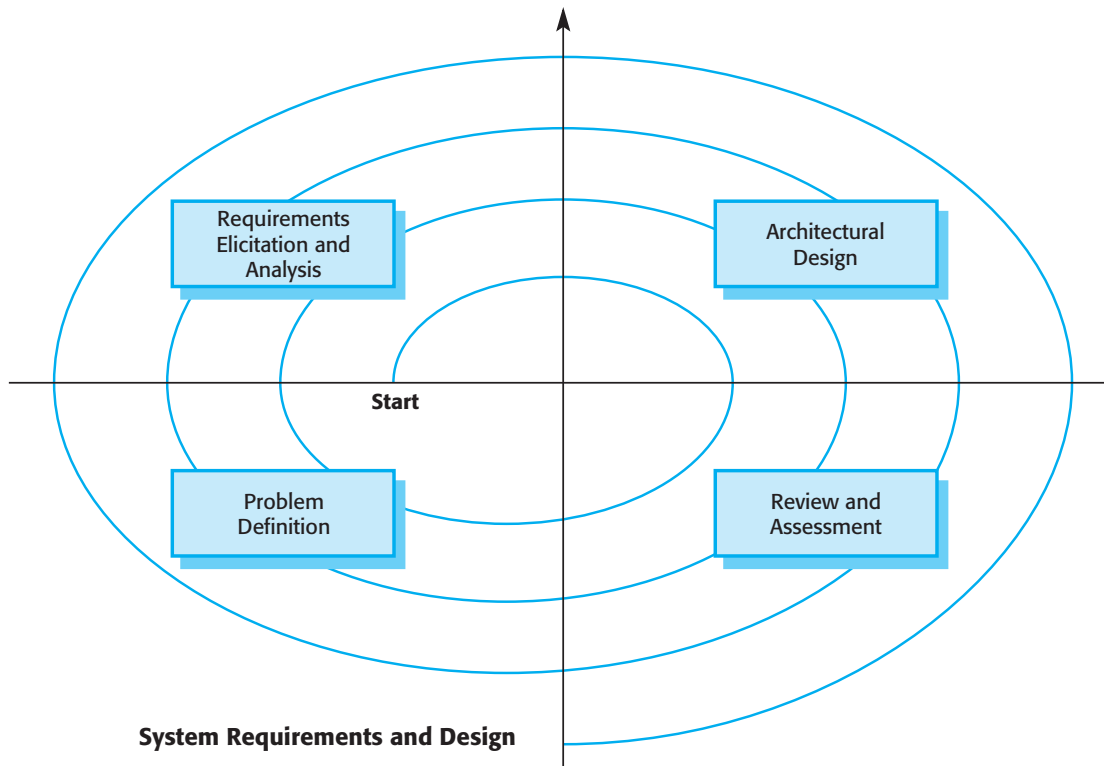 Requirements
Elicitation and
Analysis
Architectural
Design
Start
Problem
Definition
Review and
Assessment
System Requirements and Design